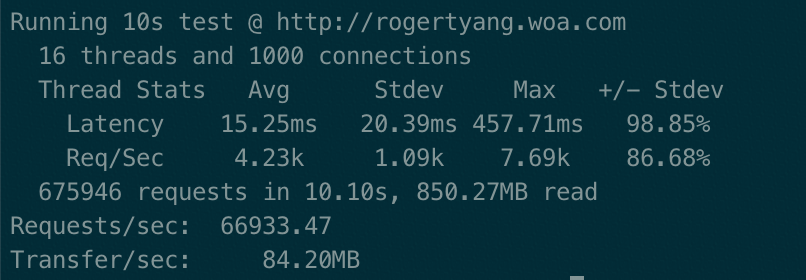 Running 10s test @ http://rogertyang.woa.com
  16 threads and 1000 connections
  Thread Stats   Avg      Stdev     Max   +/- Stdev
    Latency    15.25ms   20.39ms 457.71ms   98.85%
    Req/Sec     4.23k     1.09k    7.69k    86.68%
  675946 requests in 10.10s, 850.27MB read
Requests/sec:  66933.47
Transfer/sec:     84.20MB